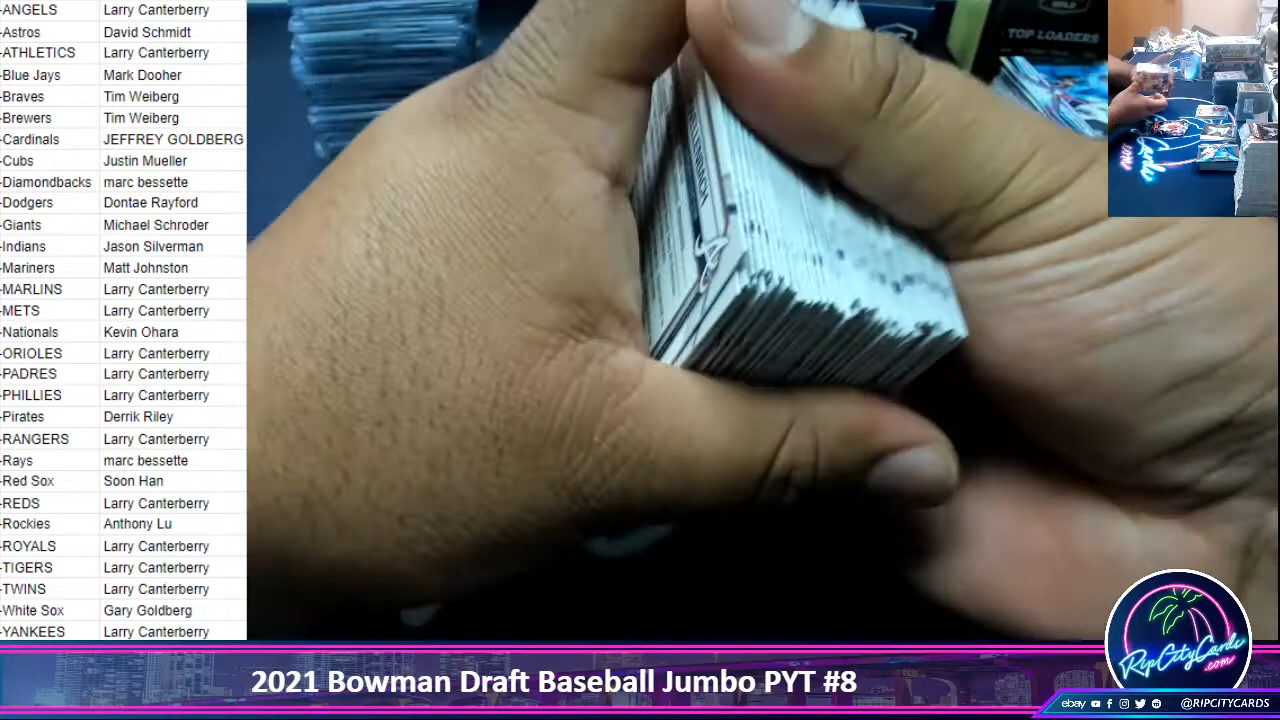 -ANGELS Larry Canterberry
-Astros David Schmidt
-ATHLETICS Larry Canterberry
-Blue Jays Mark Dooher
-Braves Tim Weiberg
-Brewers Tim Weiberg
-Cardinals JEFFREY GOLDBERG
-Cubs Justin Mueller
-Diamondbacks marc bessette
-Dodgers Dontae Rayford
-Giants Michael Schroder
-Indians Jason Silverman
-Mariners Matt Johnston
-MARLINS Larry Canterberry
-METS Larry Canterberry
-Nationals Kevin Ohara
-ORIOLES Larry Canterberry
-PADRES Larry Canterberry
-PHILLIES Larry Canterberry
-Pirates Derrik Riley
-RANGERS Larry Canterberry
-Rays marc bessette
-Red Sox Soon Han
-REDS Larry Canterberry
-Rockies Anthony Lu
-ROYALS Larry Canterberry
-TIGERS Larry Canterberry
-TWINS Larry Canterberry
-White Sox Gary Goldberg
-YANKEES Larry Canterberry
TOP LOADERS
Cards
2021 Bowman Draft Baseball Jumbo PYT #8
RipCityCards
.com
ebay @RIPCITYCARDS